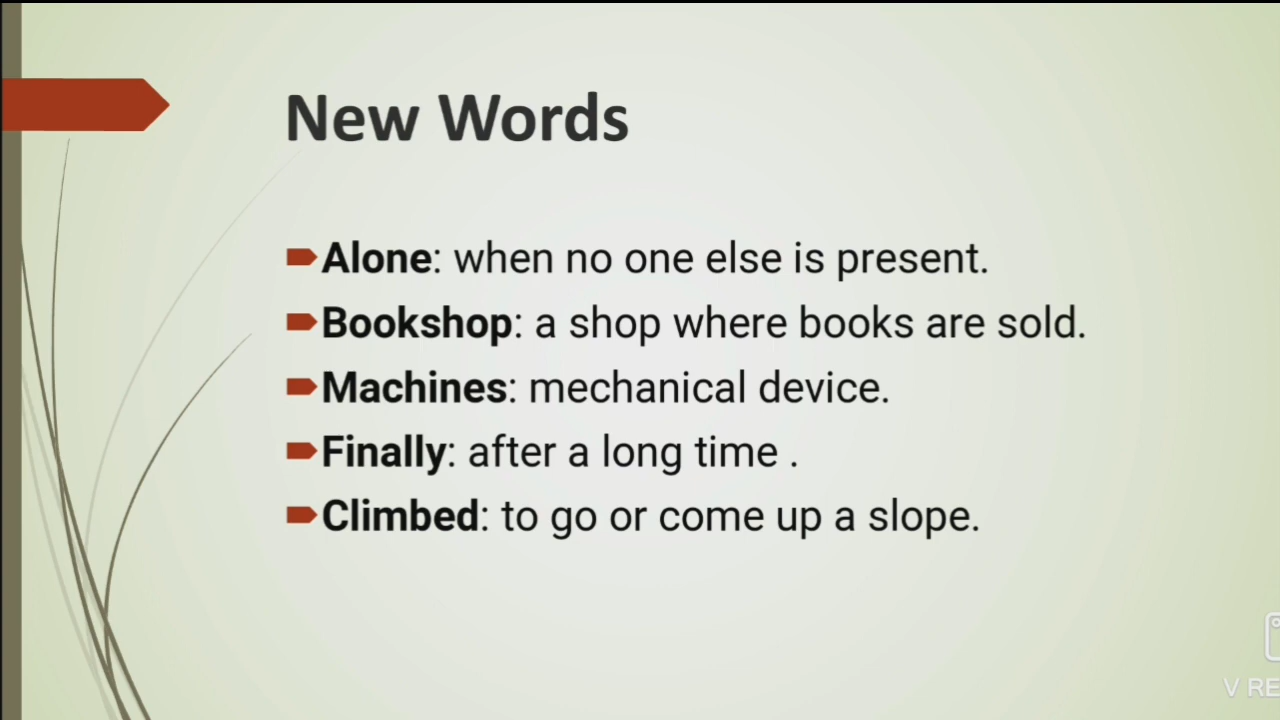 New Words
Alone: when no one else is present.
Bookshop: a shop where books are sold.
Machines: mechanical device.
Finally: after a long time .
Climbed: to go or come up a slope.
V RE